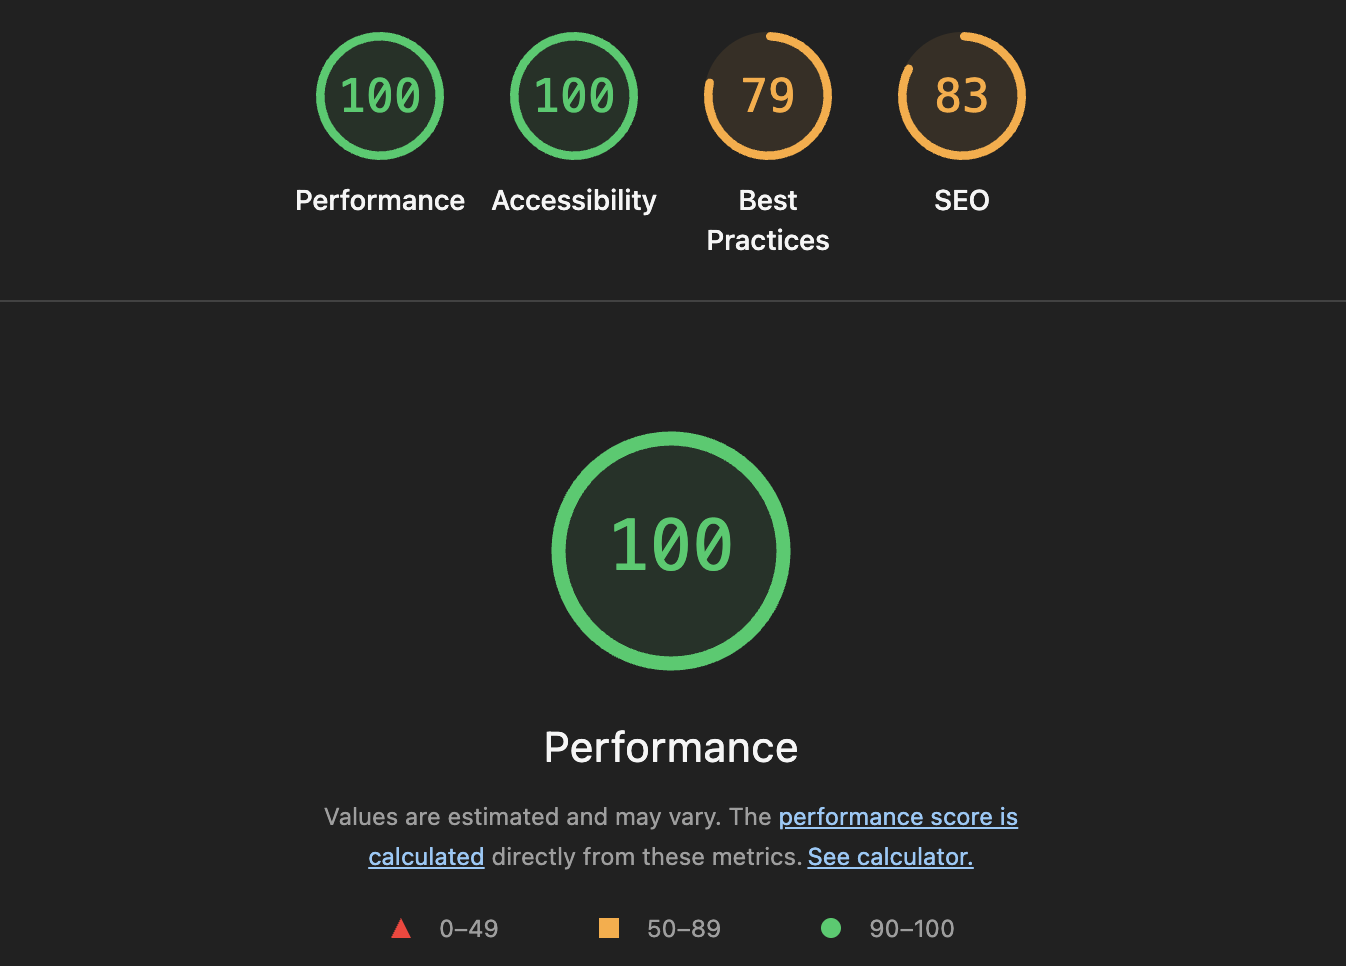 100
100
79
83
Performance
Accessibility
Best
Practices
SEO
100
Performance
Values are estimated and may vary. The performance score is
calculated directly from these metrics. See calculator.
0–49
50–89
90–100